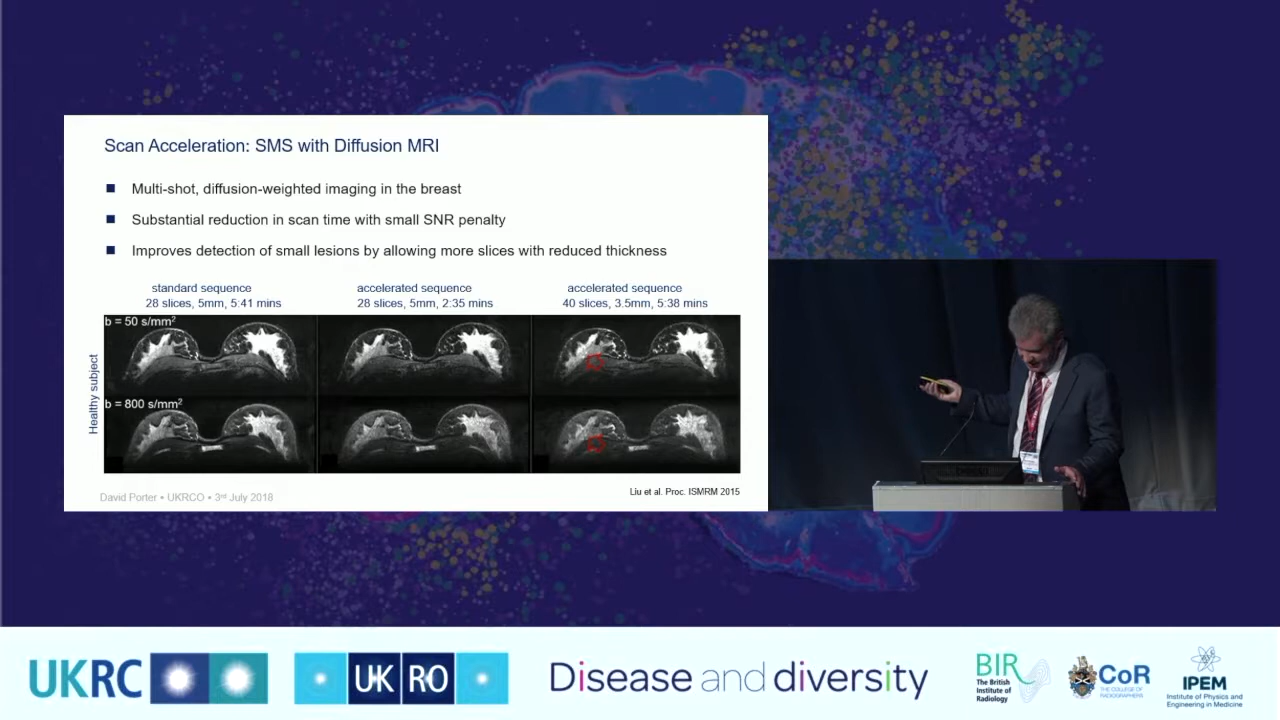 Scan Acceleration: SMS with Diffusion MRI
Multi-shot, diffusion-weighted imaging in the breast
Substantial reduction in scan time with small SNR penalty
Improves detection of small lesions by allowing more slices with reduced thickness
standard sequence
28 slices, 5mm, 5:41 mins
accelerated sequence
28 slices, 5mm, 2:35 mins
accelerated sequence
40 slices, 3.5mm, 5:38 mins
Healthy subject
b = 50 s/mm²
b = 800 s/mm²
David Porter • UKRCO • 3rd July 2018
Liu et al. Proc. ISMRM 2015
UKRC
UK RO
Disease and diversity
BIR
The British
Institute of
Radiology
CoR
THE COLLEGE OF
RADIOGRAPHERS
IPEM
Institute of Physics and
Engineering in Medicine